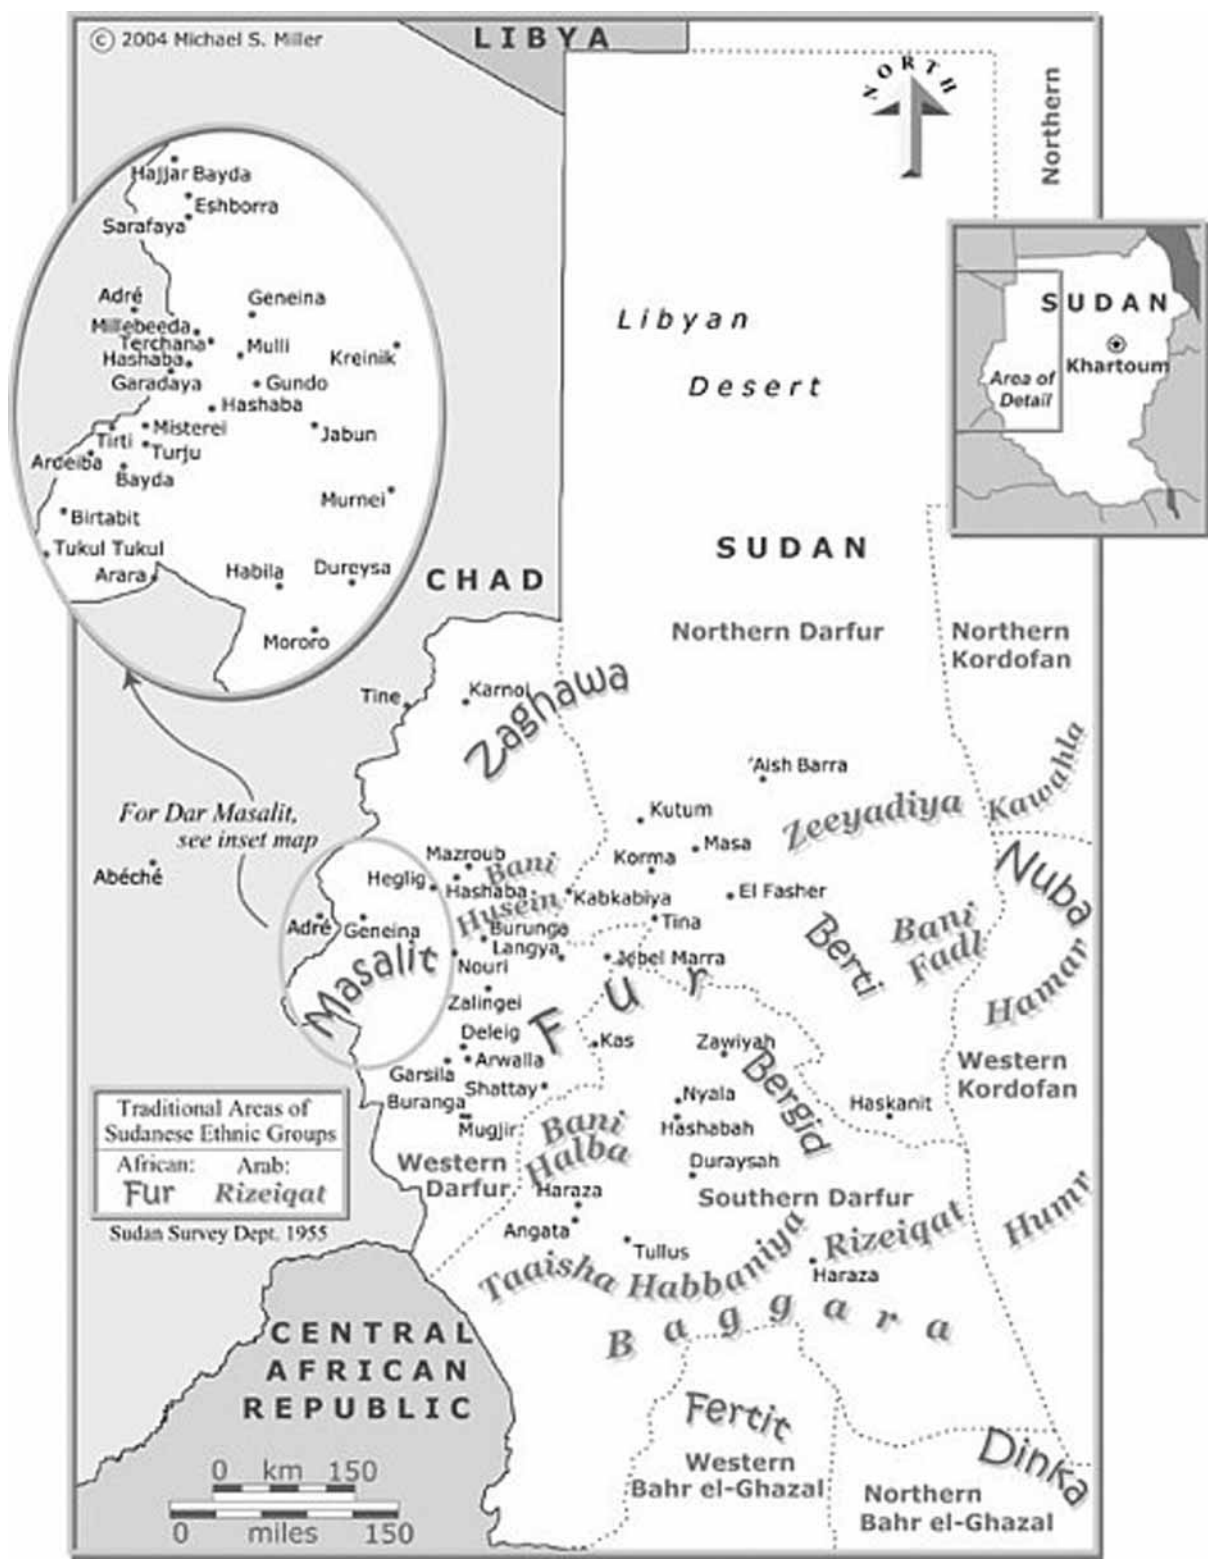 © 2004 Michael S. Miller
LIBYA
NORTH
Northern
Hajjar Bayda
Eshborra
Sarafaya
Adré
Geneina
Millebeeda
Terchana
Mulli
Hashaba
Kreinik
Garadaya
Gundo
Hashaba
Misterei
Jabun
Tirti
Turju
Ardeiba
Bayda
Murnei
Birtabit
Tukul Tukul
Arara
Habila
Dureysa
Mororo
SUDAN
Khartoum
Area of
Detail
Libyan
Desert
SUDAN
CHAD
Northern Darfur
Northern
Kordofan
Tine
Karnoi
Zaghawa
'Aish Barra
Kawahla
For Dar Masalit,
see inset map
Kutum
Zeeyadiya
Masa
Korma
Nuba
Abéché
Mazroub
Bani
Husein
Heglig
Hashaba
Kabkabiya
El Fasher
Adré
Geneina
Burunga
Tina
Berti
Bani
Fadl
Langya
Jebel Marra
Masalit
Nouri
Hamar
Zalingei
Fur
Deleig
Kas
Zawiyah
Arwalla
Garsila
Western
Kordofan
Shattay
Bergid
Buranga
Nyala
Haskanit
Mugjir
Bani
Halba
Hashabah
Traditional Areas of
Sudanese Ethnic Groups
African: Arab:
Fur Rizeiqat
Sudan Survey Dept. 1955
Western
Darfur
Duraysah
Haraza
Southern Darfur
Humr
Angata
Tullus
Rizeiqat
Taaisha
Habbaniya
Haraza
Baggara
CENTRAL
AFRICAN
REPUBLIC
Fertit
Dinka
Western
Bahr el-Ghazal
Northern
Bahr el-Ghazal
0 km 150
0 miles 150